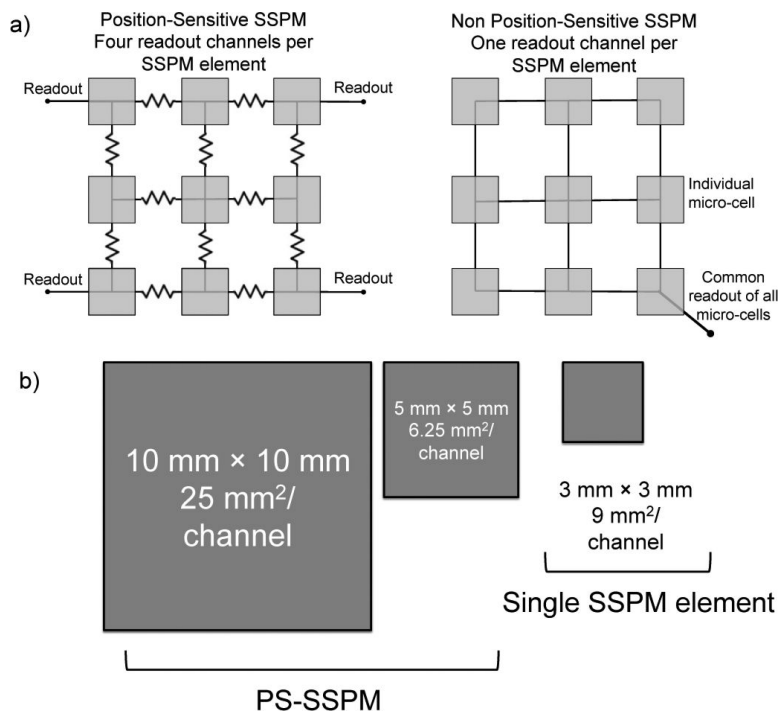 a)
Position-Sensitive SSPM
Four readout channels per
SSPM element
Non Position-Sensitive SSPM
One readout channel per
SSPM element
Readout
Readout
Readout
Readout
Individual
micro-cell
Common
readout of all
micro-cells
b)
10 mm × 10 mm
25 mm²/
channel
5 mm × 5 mm
6.25 mm²/
channel
3 mm × 3 mm
9 mm²/
channel
Single SSPM element
PS-SSPM